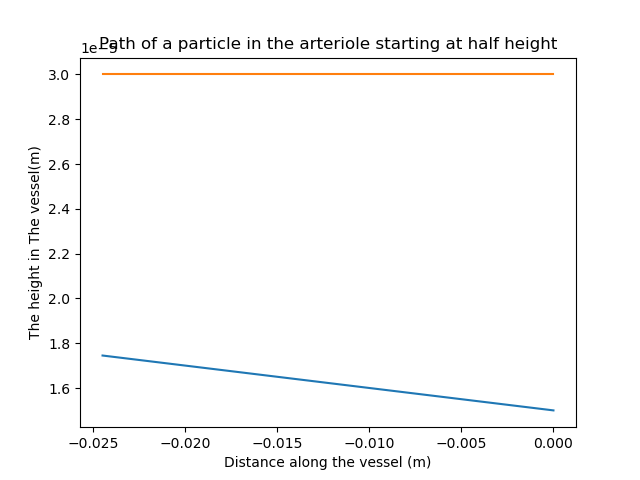 Path of a particle in the arteriole starting at half height
3.0
2.8
2.6
2.4
2.2
2.0
1.8
1.6
The height in The vessel(m)
−0.025 −0.020 −0.015 −0.010 −0.005 0.000
Distance along the vessel (m)